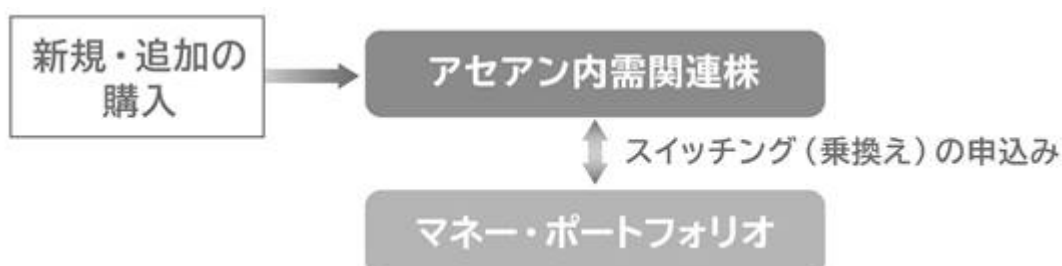 新規・追加の
購入
アセアン内需関連株
スイッチング（乗換え）の申込み
マネー・ポートフォリオ